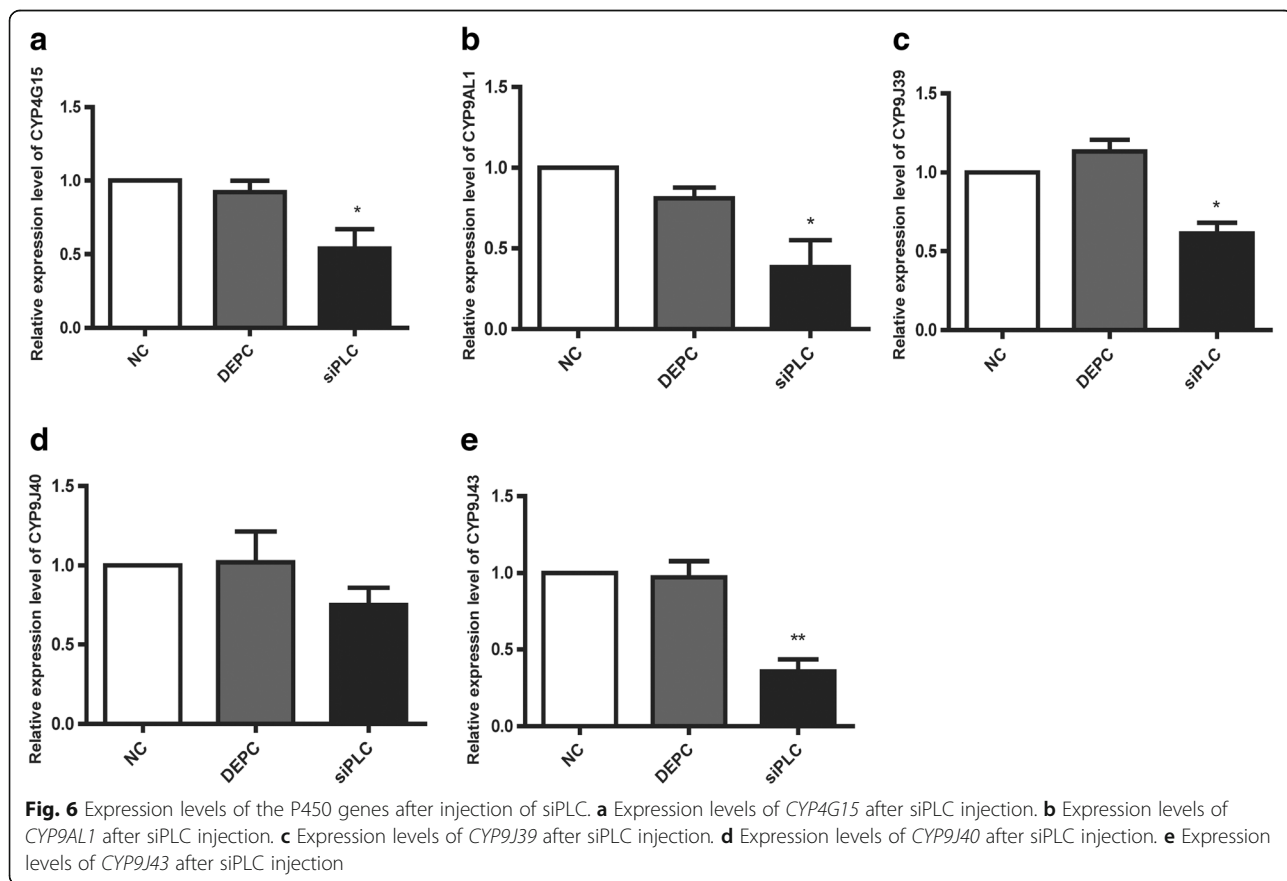 a
Relative expression level of CYP4G15
1.5
1.0
0.5
0.0
*
NC
DEPC
siPLC
b
Relative expression level of CYP9AL1
1.5
1.0
0.5
0.0
*
NC
DEPC
siPLC
c
Relative expression level of CYP9J39
1.5
1.0
0.5
0.0
*
NC
DEPC
siPLC
d
Relative expression level of CYP9J40
1.5
1.0
0.5
0.0
NC
DEPC
siPLC
e
Relative expression level of CYP9J43
1.5
1.0
0.5
0.0
**
NC
DEPC
siPLC
Fig. 6 Expression levels of the P450 genes after injection of siPLC. a Expression levels of CYP4G15 after siPLC injection. b Expression levels of
CYP9AL1 after siPLC injection. c Expression levels of CYP9J39 after siPLC injection. d Expression levels of CYP9J40 after siPLC injection. e Expression
levels of CYP9J43 after siPLC injection